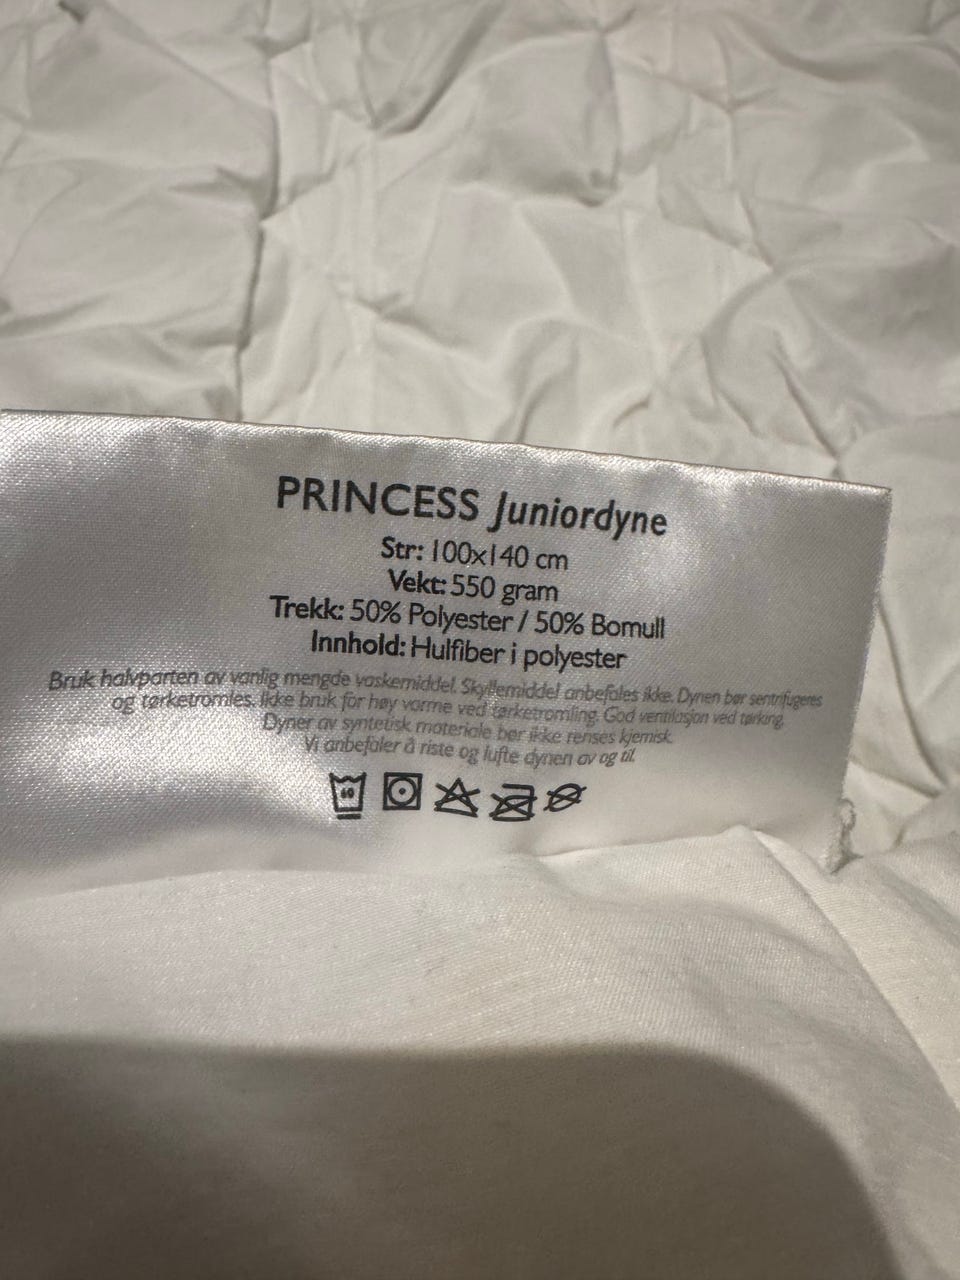 PRINCESS Juniordyne
Str: 100x140 cm
Vekt: 550 gram
Trekk: 50% Polyester / 50% Bomull
Innhold: Hulfiber i polyester
Bruk halvparten av vanlig mengde vaskemiddel. Skyllemiddel anbefales ikke. Dynen bør sentrifugeres
og tørketromles. Ikke bruk for høy varme ved tørketromling. God ventilasjon ved tørking.
Dyner av syntetisk materiale bør ikke renses kjemisk.
Vi anbefaler å riste og lufte dynen av og til.
60